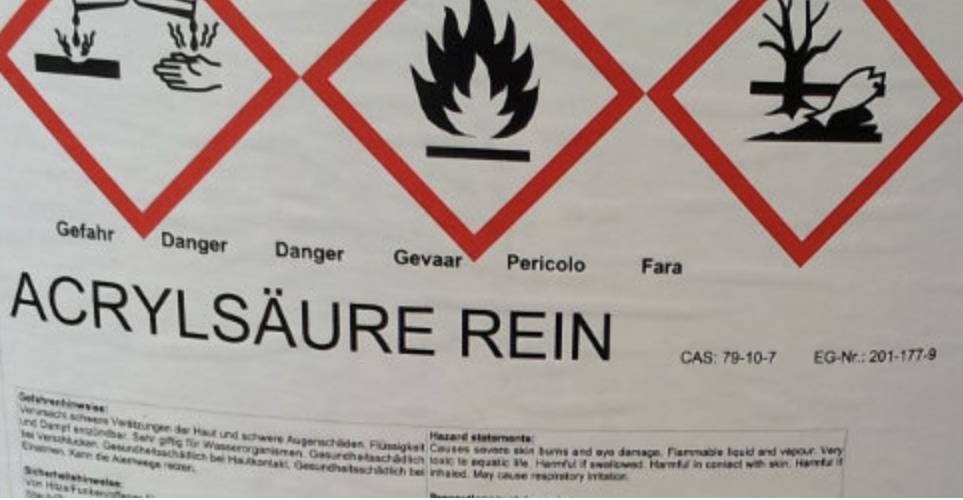 Gefahr Danger Danger Gevaar Pericolo Fara
ACRYLSÄURE REIN
CAS: 79-10-7 EG-Nr.: 201-177-9
Gefahrenhinweise:
Verursacht schwere Verätzungen der Haut und schwere Augenschäden. Flüssigkeit
und Dampf entzündbar. Sehr giftig für Wasserorganismen. Gesundheitsschädlich
bei Verschlucken. Gesundheitsschädlich bei Hautkontakt. Gesundheitsschädlich bei
Einatmen. Kann die Atemwege reizen.
Sicherheitshinweise:
Hazard statements:
Causes severe skin burns and eye damage. Flammable liquid and vapour. Very
toxic to aquatic life. Harmful if swallowed. Harmful in contact with skin. Harmful if
inhaled. May cause respiratory irritation.